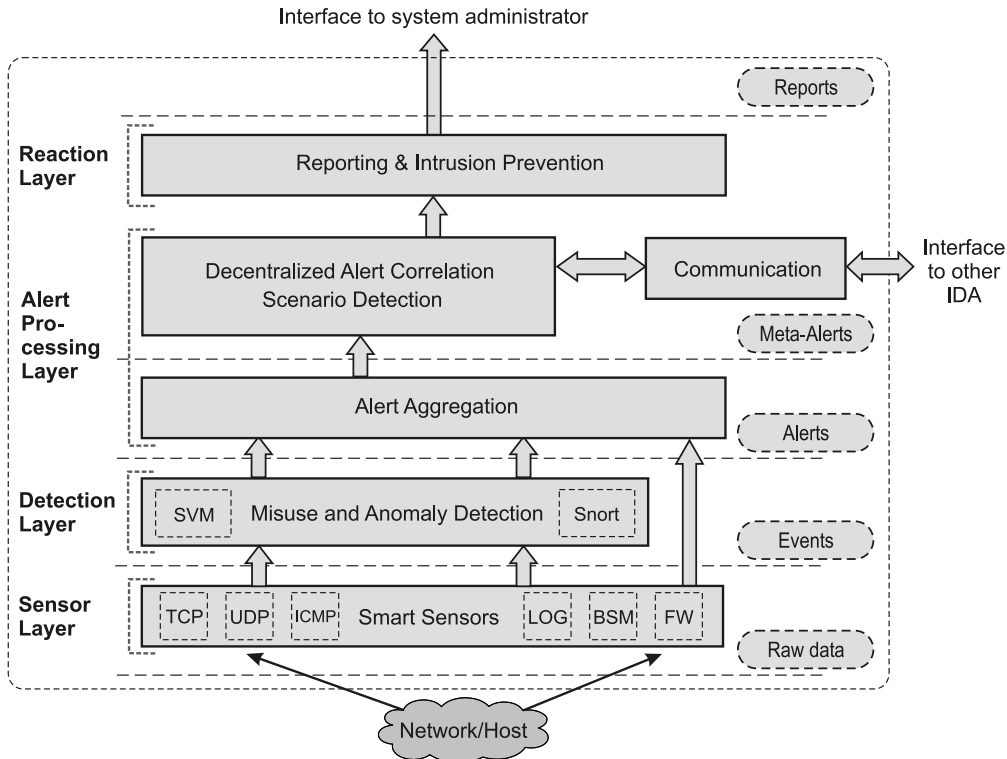 Interface to system administrator
Reports
Reaction
Layer
Reporting & Intrusion Prevention
Decentralized Alert Correlation
Scenario Detection
Communication
Interface
to other
IDA
Alert
Pro-
cessing
Layer
Meta-Alerts
Alert Aggregation
Alerts
Detection
Layer
SVM
Misuse and Anomaly Detection
Snort
Events
Sensor
Layer
TCP
UDP
ICMP
Smart Sensors
LOG
BSM
FW
Raw data
Network/Host